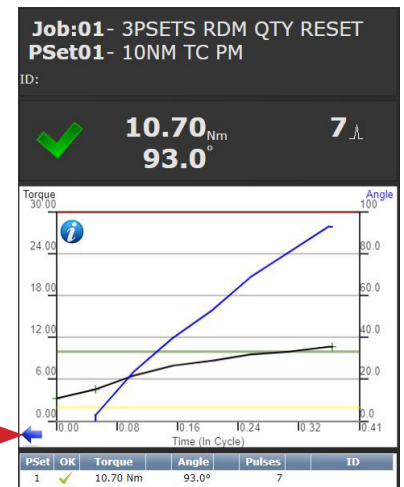 Job:01- 3PSETS RDM QTY RESET
PSet01- 10NM TC PM
ID:
10.70 Nm 7
93.0°
Torque Angle
30.00 100
i
24.00 80.0
18.00 60.0
12.00 40.0
6.00 20.0
0.00 0.0
0.00 0.08 0.16 0.24 0.32 0.41
Time (In Cycle)
PSet OK Torque Angle Pulses ID
1 10.70 Nm 93.0° 7